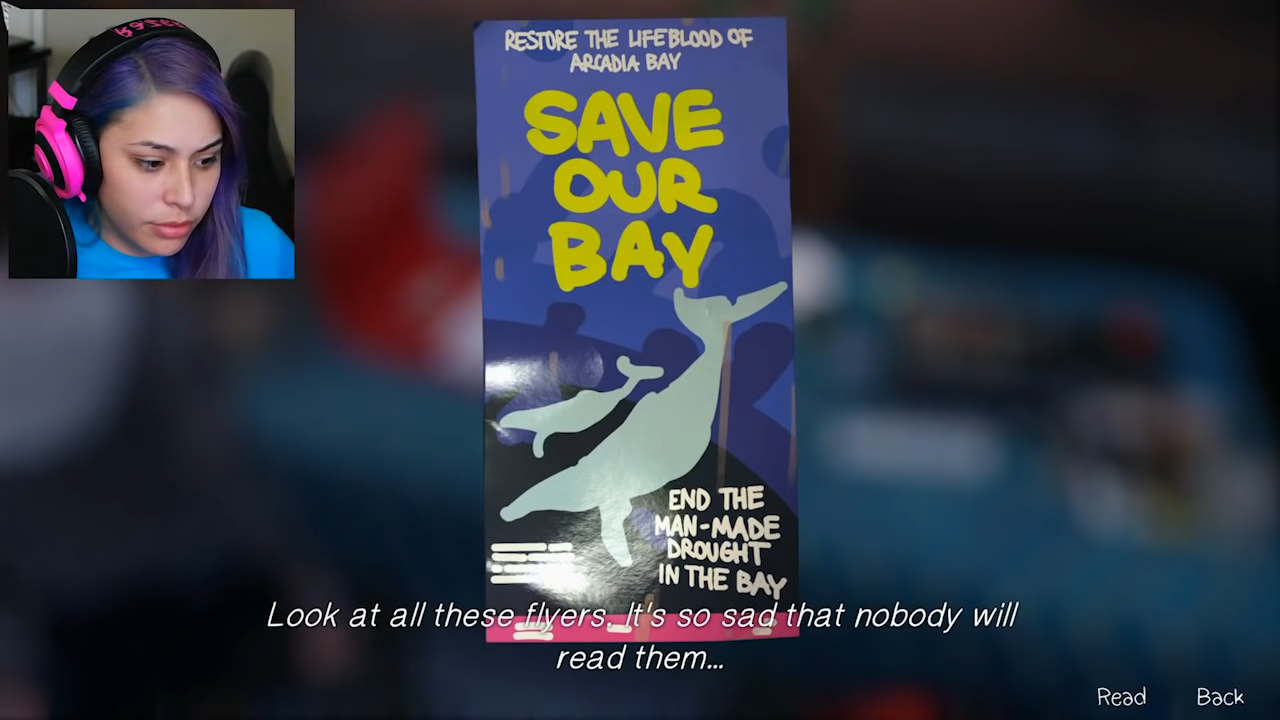 RAZER
RESTORE THE LIFEBLOOD OF
ARCADIA BAY
SAVE
OUR
BAY
END THE
MAN-MADE
DROUGHT
IN THE BAY
Look at all these flyers. It's so sad that nobody will
read them...
Read Back